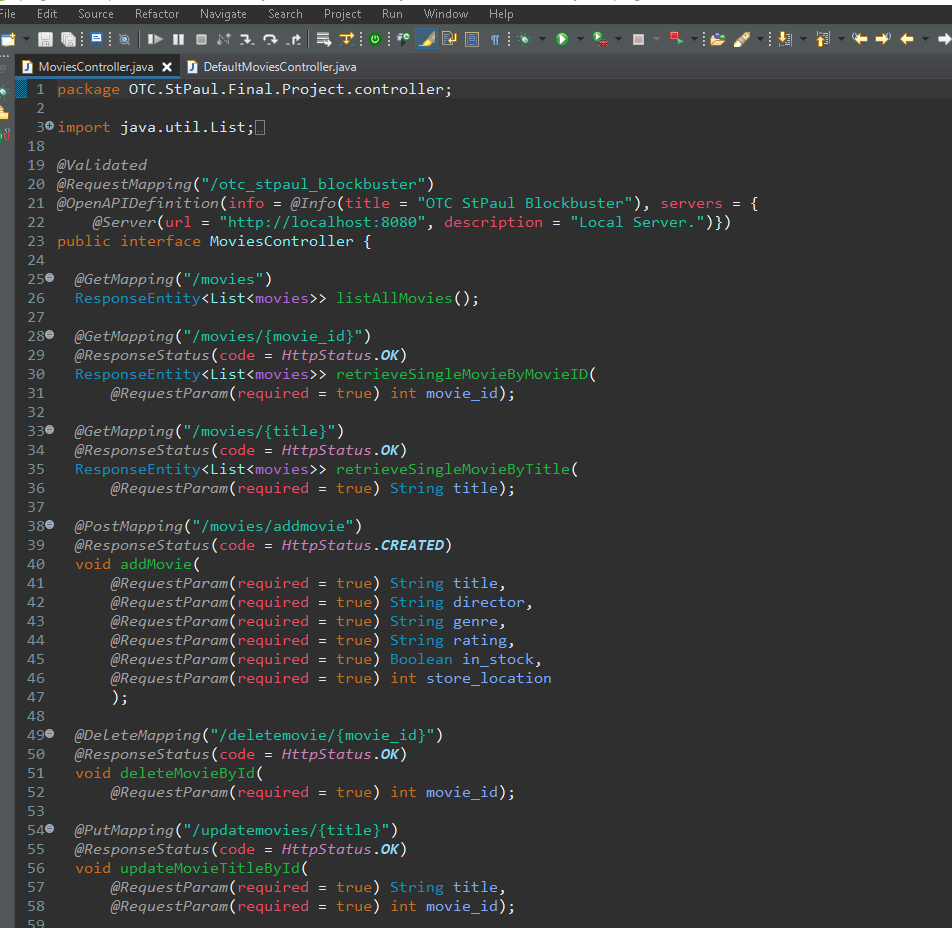 File Edit Source Refactor Navigate Search Project Run Window Help
MoviesController.java DefaultMoviesController.java
1 package OTC.StPaul.Final.Project.controller;
2
3 import java.util.List;
18
19 @Validated
20 @RequestMapping("/otc_stpaul_blockbuster")
21 @OpenAPIDefinition(info = @Info(title = "OTC StPaul Blockbuster"), servers = {
22     @Server(url = "http://localhost:8080", description = "Local Server.")})
23 public interface MoviesController {
24
25   @GetMapping("/movies")
26   ResponseEntity<List<movies>> listAllMovies();
27
28   @GetMapping("/movies/{movie_id}")
29   @ResponseStatus(code = HttpStatus.OK)
30   ResponseEntity<List<movies>> retrieveSingleMovieByMovieID(
31       @RequestParam(required = true) int movie_id);
32
33   @GetMapping("/movies/{title}")
34   @ResponseStatus(code = HttpStatus.OK)
35   ResponseEntity<List<movies>> retrieveSingleMovieByTitle(
36       @RequestParam(required = true) String title);
37
38   @PostMapping("/movies/addmovie")
39   @ResponseStatus(code = HttpStatus.CREATED)
40   void addMovie(
41       @RequestParam(required = true) String title,
42       @RequestParam(required = true) String director,
43       @RequestParam(required = true) String genre,
44       @RequestParam(required = true) String rating,
45       @RequestParam(required = true) Boolean in_stock,
46       @RequestParam(required = true) int store_location
47       );
48
49   @DeleteMapping("/deletemovie/{movie_id}")
50   @ResponseStatus(code = HttpStatus.OK)
51   void deleteMovieById(
52       @RequestParam(required = true) int movie_id);
53
54   @PutMapping("/updatemovies/{title}")
55   @ResponseStatus(code = HttpStatus.OK)
56   void updateMovieTitleById(
57       @RequestParam(required = true) String title,
58       @RequestParam(required = true) int movie_id);
59